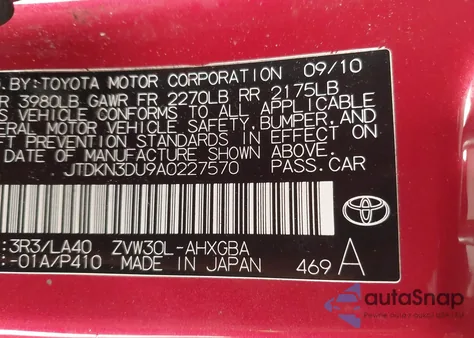 D.BY:TOYOTA MOTOR CORPORATION 09/10
R 3980LB GAWR FR 2270LB RR 2175LB
S VEHICLE CONFORMS TO ALL APPLICABLE
ERAL MOTOR VEHICLE SAFETY,BUMPER,AND
FT PREVENTION STANDARDS IN EFFECT ON
DATE OF MANUFACTURE SHOWN ABOVE.
JTDKN3DU9A0227570 PASS.CAR
:3R3/LA40 ZVW30L-AHXGBA
:-01A/P410 MADE IN JAPAN 469 A
autoSnap